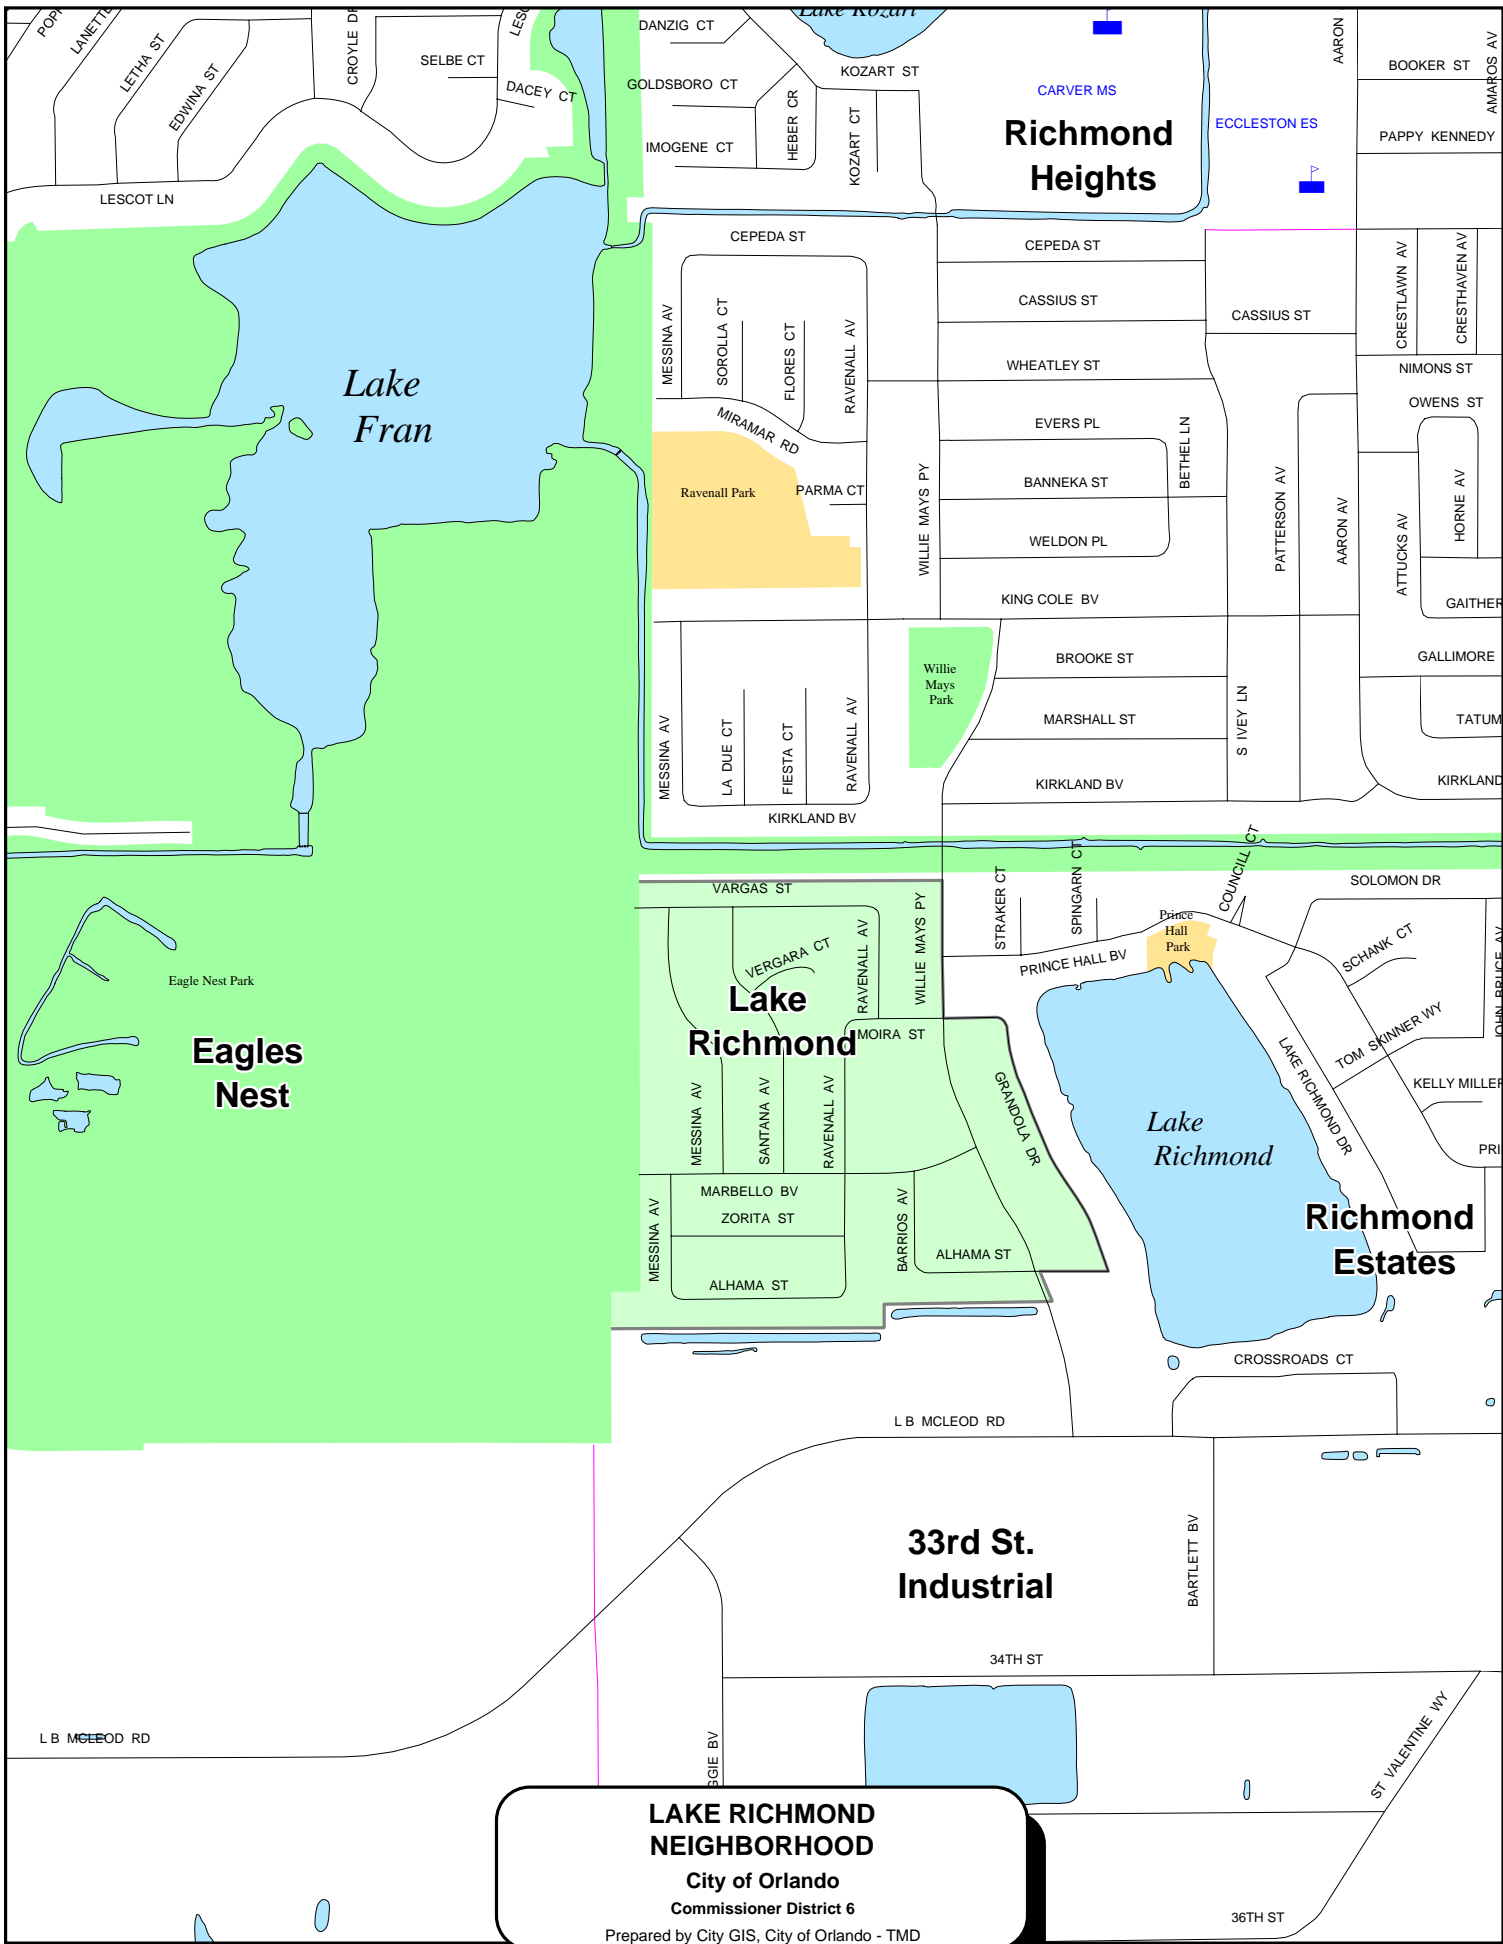 Lake Kozart
DANZIG CT
AARON
LETHA ST
EDWINA ST
CROYLE DR
SELBE CT
DACEY CT
GOLDSBORO CT
KOZART ST
BOOKER ST
AMAROS AV
CARVER MS
ECCLESTON ES
Richmond
Heights
HEBER CR
KOZART CT
IMOGENE CT
PAPPY KENNEDY
LESCOT LN
CEPEDA ST
CEPEDA ST
CRESTLAWN AV
CRESTHAVEN AV
MESSINA AV
SOROLLA CT
FLORES CT
RAVENALL AV
CASSIUS ST
CASSIUS ST
WHEATLEY ST
NIMONS ST
Lake
Fran
MIRAMAR RD
EVERS PL
BETHEL LN
OWENS ST
Ravenall Park
PARMA CT
WILLIE MAYS PY
BANNEKA ST
PATTERSON AV
AARON AV
ATTUCKS AV
HORNE AV
WELDON PL
KING COLE BV
GAITHER
Willie
Mays
Park
BROOKE ST
GALLIMORE
MESSINA AV
LA DUE CT
FIESTA CT
RAVENALL AV
MARSHALL ST
S IVEY LN
TATUM
KIRKLAND BV
KIRKLAND
KIRKLAND BV
VARGAS ST
WILLIE MAYS PY
STRAKER CT
SPINGARN CT
COUNCILL CT
SOLOMON DR
Prince
Hall
Park
VERGARA CT
RAVENALL AV
PRINCE HALL BV
SCHANK CT
JOHN BRUCE AV
Eagle Nest Park
Lake
Richmond
MOIRA ST
TOM SKINNER WY
Eagles
Nest
LAKE RICHMOND DR
KELLY MILLER
MESSINA AV
SANTANA AV
RAVENALL AV
GRANDOLA DR
Lake
Richmond
PRI
MARBELLO BV
ZORITA ST
MESSINA AV
BARRIOS AV
ALHAMA ST
ALHAMA ST
Richmond
Estates
CROSSROADS CT
L B MCLEOD RD
33rd St.
Industrial
BARTLETT BV
34TH ST
L B MCLEOD RD
GGIE BV
ST VALENTINE WY
LAKE RICHMOND
NEIGHBORHOOD
City of Orlando
Commissioner District 6
Prepared by City GIS, City of Orlando - TMD
36TH ST